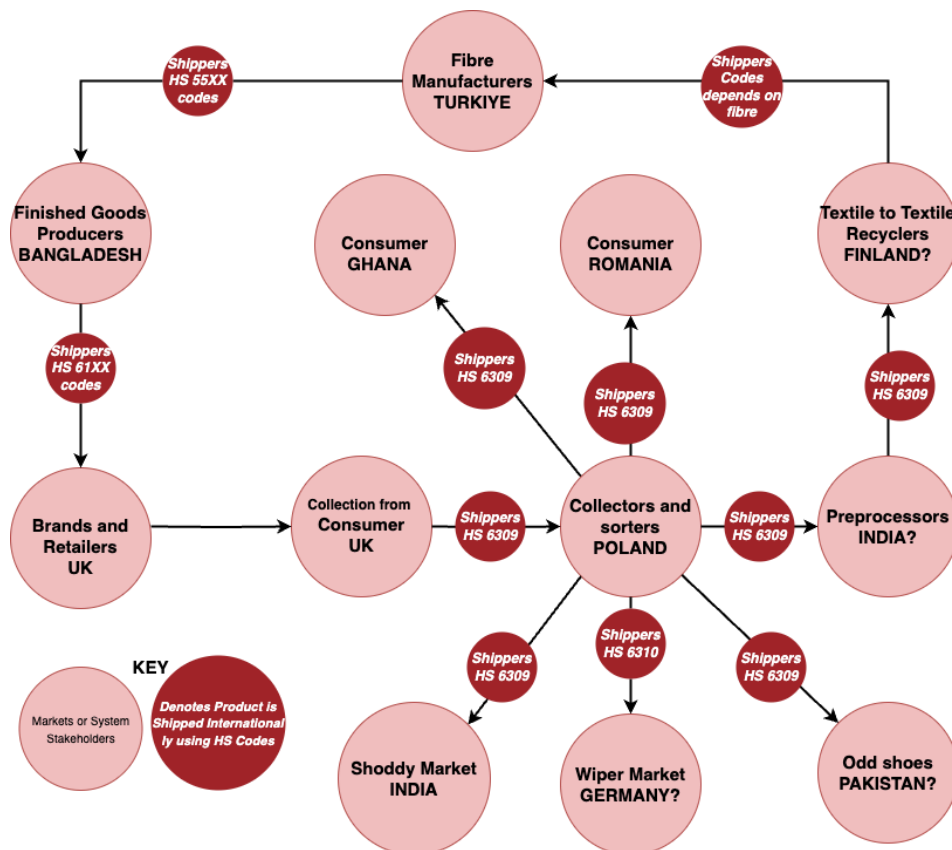 Fibre
Manufacturers
TURKIYE
Shippers
HS 55XX
codes
Shippers
Codes
depends on
fibre
Finished Goods
Producers
BANGLADESH
Consumer
GHANA
Consumer
ROMANIA
Textile to Textile
Recyclers
FINLAND?
Shippers
HS 61XX
codes
Shippers
HS 6309
Shippers
HS 6309
Shippers
HS 6309
Brands and
Retailers
UK
Collection from
Consumer
UK
Shippers
HS 6309
Collectors and
sorters
POLAND
Shippers
HS 6309
Preprocessors
INDIA?
Shippers
HS 6309
Shippers
HS 6310
Shippers
HS 6309
KEY
Markets or System
Stakeholders
Denotes Product is
Shipped International
ly using HS Codes
Shoddy Market
INDIA
Wiper Market
GERMANY?
Odd shoes
PAKISTAN?